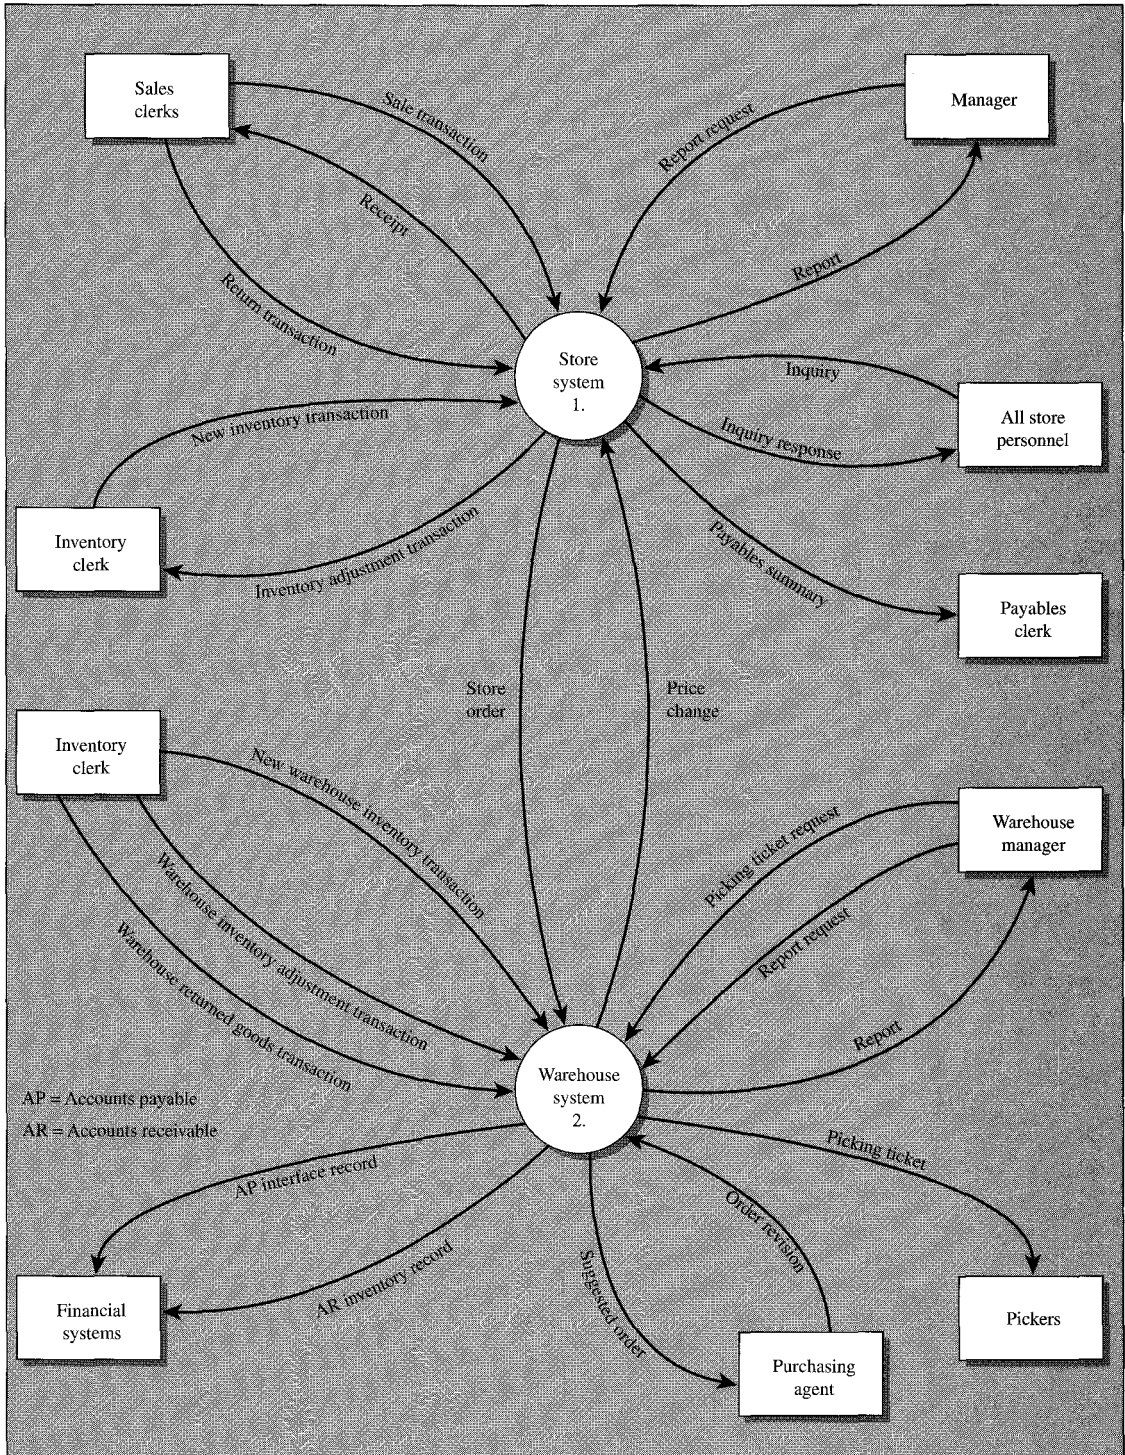 Sales
clerks
Sale transaction
Receipt
Return transaction
Report request
Manager
Report
Store
system
1.
Inquiry
Inquiry response
All store
personnel
New inventory transaction
Inventory
clerk
Inventory adjustment transaction
Payables summary
Payables
clerk
Store
order
Price
change
Inventory
clerk
New warehouse inventory transaction
Warehouse inventory adjustment transaction
Warehouse returned goods transaction
Picking ticket request
Report request
Warehouse
manager
Report
Warehouse
system
2.
AP = Accounts payable
AR = Accounts receivable
AP interface record
AR inventory record
Financial
systems
Suggested order
Order revision
Purchasing
agent
Picking ticket
Pickers